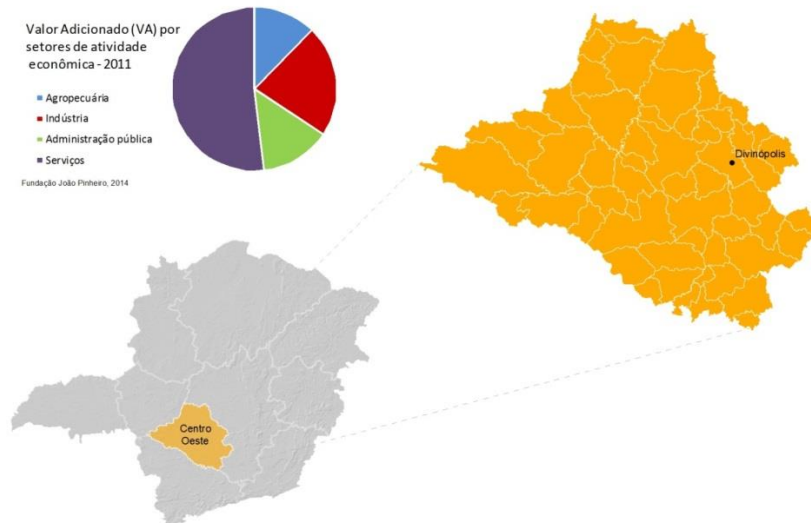 Valor Adicionado (VA) por
setores de atividade
econômica - 2011
Agropecuária
Indústria
Administração pública
Serviços
Fundação João Pinheiro, 2014
Divinópolis
Centro
Oeste